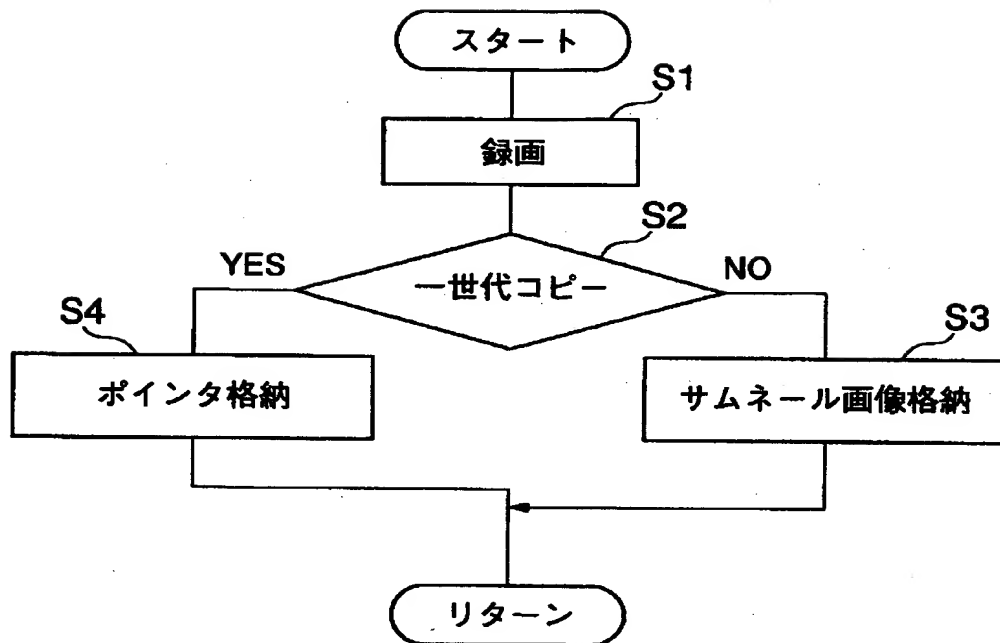 スタート
S1
録画
S2
YES
一世代コピー
NO
S4
S3
ポインタ格納
サムネール画像格納
リターン